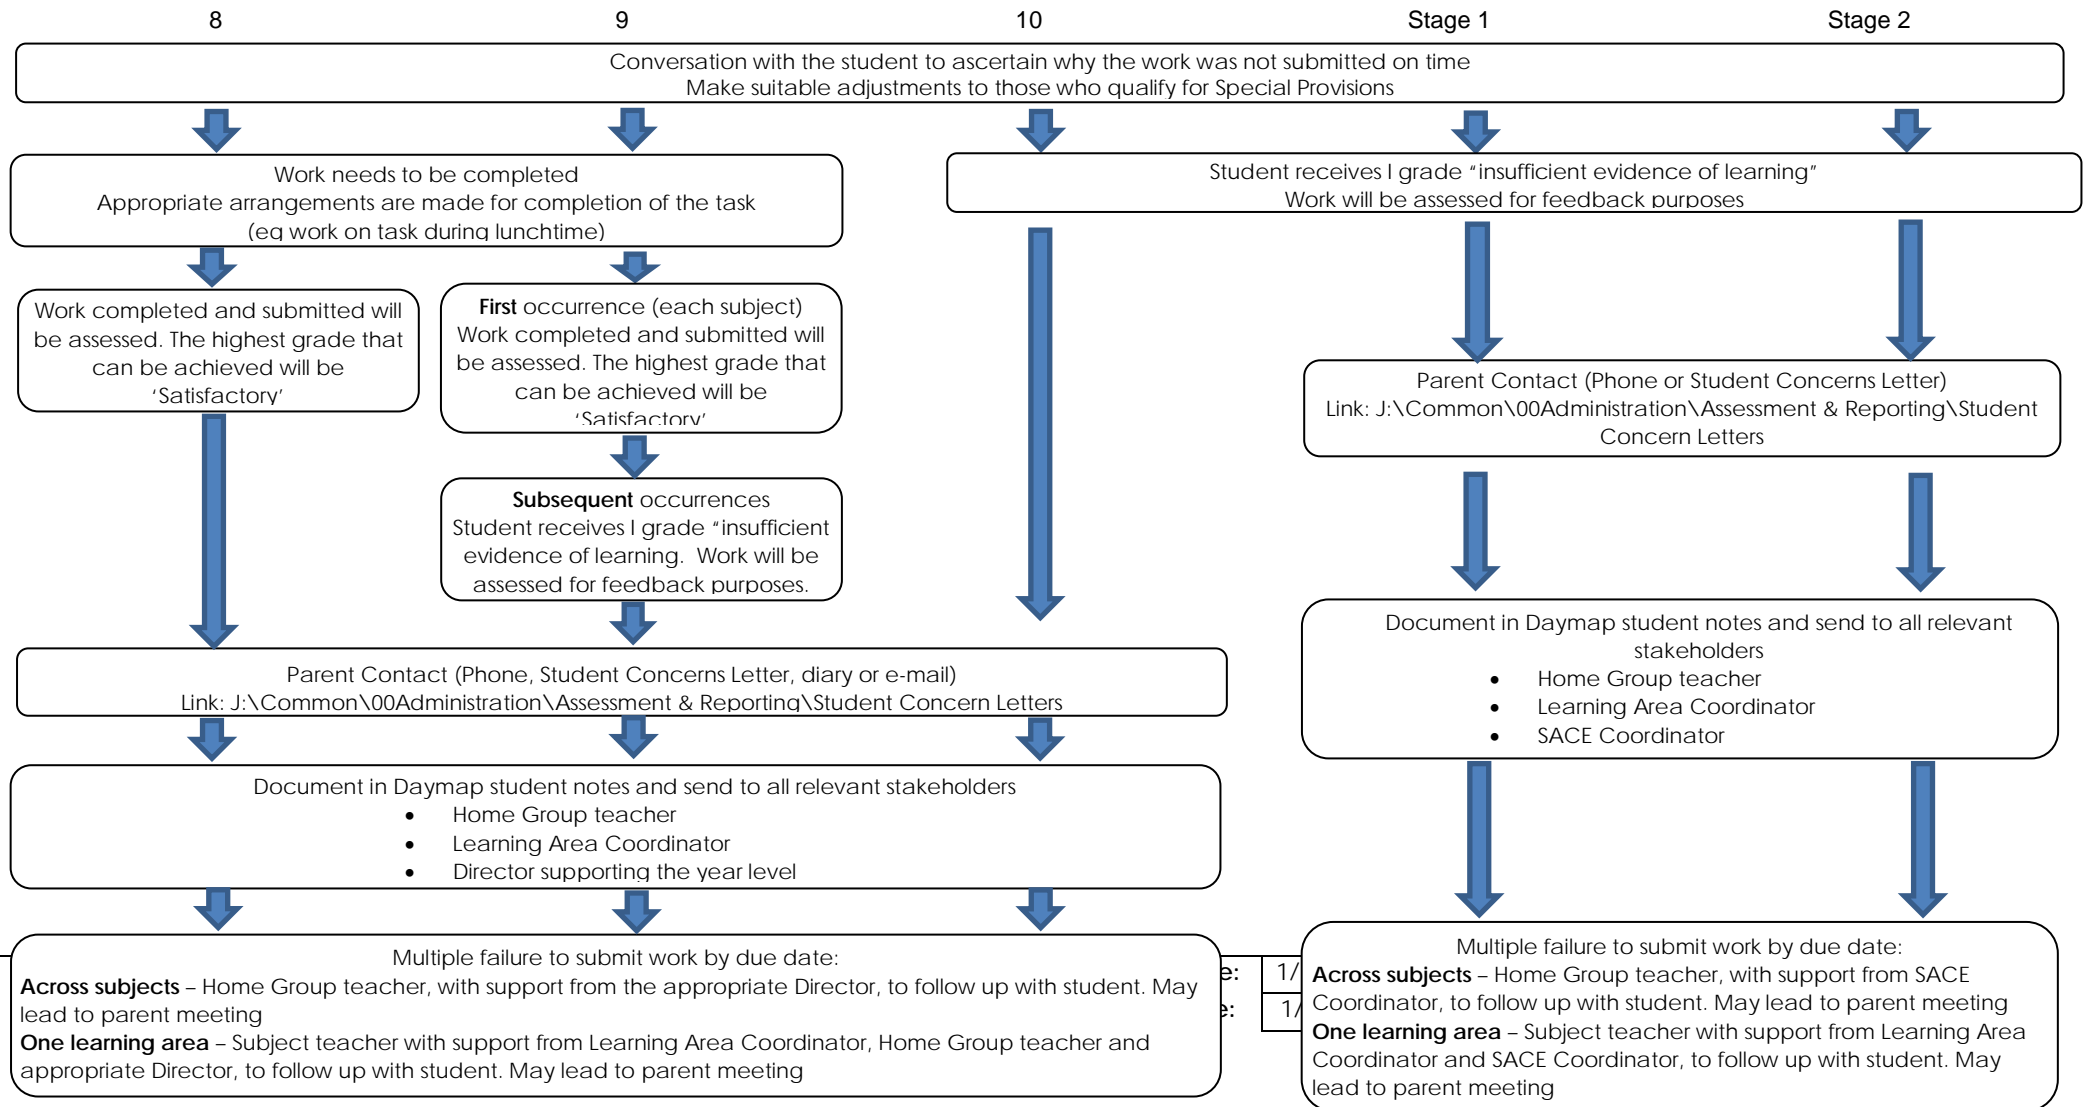 8 9 10 Stage 1 Stage 2
Conversation with the student to ascertain why the work was not submitted on time
Make suitable adjustments to those who qualify for Special Provisions
Work needs to be completed
Appropriate arrangements are made for completion of the task
(eg work on task during lunchtime)
Student receives I grade “insufficient evidence of learning”
Work will be assessed for feedback purposes
Work completed and submitted will
be assessed. The highest grade that
can be achieved will be
‘Satisfactory’
First occurrence (each subject)
Work completed and submitted will
be assessed. The highest grade that
can be achieved will be
‘Satisfactory’
Subsequent occurrences
Student receives I grade “insufficient
evidence of learning. Work will be
assessed for feedback purposes.
Parent Contact (Phone, Student Concerns Letter, diary or e-mail)
Link: J:\Common\00Administration\Assessment & Reporting\Student Concern Letters
Document in Daymap student notes and send to all relevant stakeholders
• Home Group teacher
• Learning Area Coordinator
• Director supporting the year level
Multiple failure to submit work by due date:
Across subjects – Home Group teacher, with support from the appropriate Director, to follow up with student. May
lead to parent meeting
One learning area – Subject teacher with support from Learning Area Coordinator, Home Group teacher and
appropriate Director, to follow up with student. May lead to parent meeting
Parent Contact (Phone or Student Concerns Letter)
Link: J:\Common\00Administration\Assessment & Reporting\Student
Concern Letters
Document in Daymap student notes and send to all relevant
stakeholders
• Home Group teacher
• Learning Area Coordinator
• SACE Coordinator
e: 1/
e: 1/
Multiple failure to submit work by due date:
Across subjects – Home Group teacher, with support from SACE
Coordinator, to follow up with student. May lead to parent meeting
One learning area – Subject teacher with support from Learning Area
Coordinator and SACE Coordinator, to follow up with student. May
lead to parent meeting